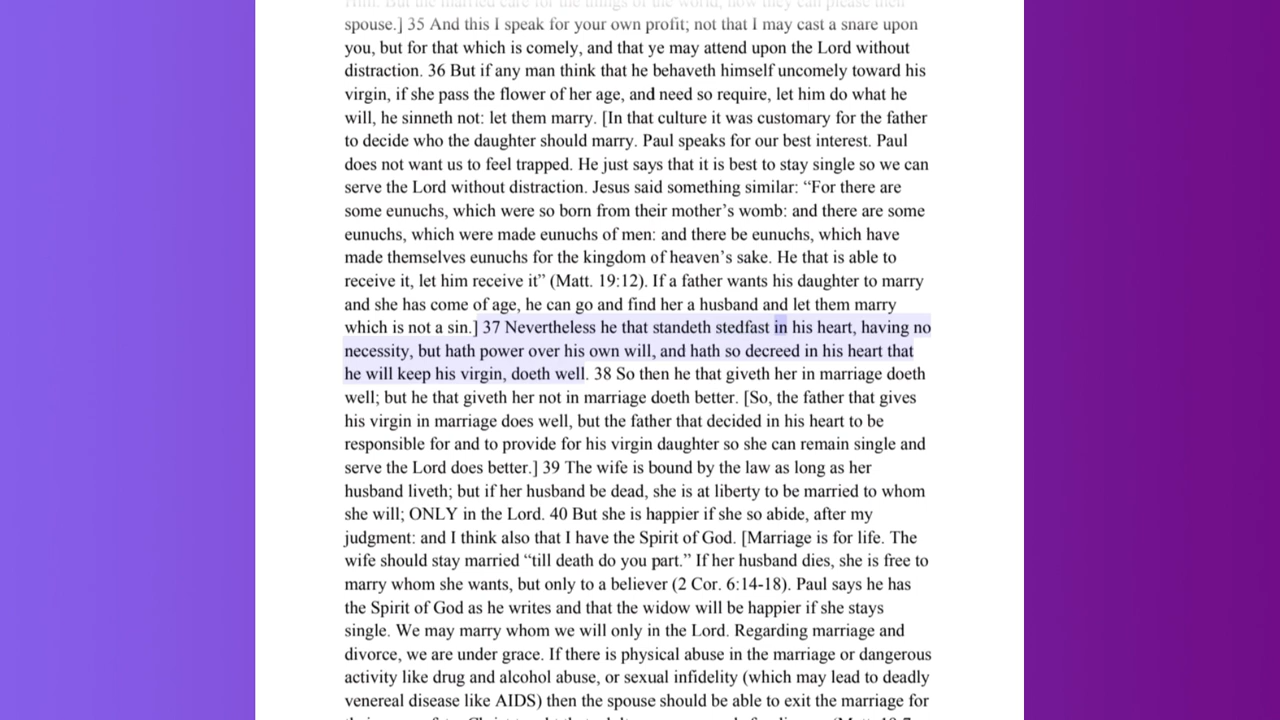 Him. But the married care for the things of the world, how they can please their
spouse.] 35 And this I speak for your own profit; not that I may cast a snare upon
you, but for that which is comely, and that ye may attend upon the Lord without
distraction. 36 But if any man think that he behaveth himself uncomely toward his
virgin, if she pass the flower of her age, and need so require, let him do what he
will, he sinneth not: let them marry. [In that culture it was customary for the father
to decide who the daughter should marry. Paul speaks for our best interest. Paul
does not want us to feel trapped. He just says that it is best to stay single so we can
serve the Lord without distraction. Jesus said something similar: “For there are
some eunuchs, which were so born from their mother’s womb: and there are some
eunuchs, which were made eunuchs of men: and there be eunuchs, which have
made themselves eunuchs for the kingdom of heaven’s sake. He that is able to
receive it, let him receive it” (Matt. 19:12). If a father wants his daughter to marry
and she has come of age, he can go and find her a husband and let them marry
which is not a sin.] 37 Nevertheless he that standeth stedfast in his heart, having no
necessity, but hath power over his own will, and hath so decreed in his heart that
he will keep his virgin, doeth well. 38 So then he that giveth her in marriage doeth
well; but he that giveth her not in marriage doeth better. [So, the father that gives
his virgin in marriage does well, but the father that decided in his heart to be
responsible for and to provide for his virgin daughter so she can remain single and
serve the Lord does better.] 39 The wife is bound by the law as long as her
husband liveth; but if her husband be dead, she is at liberty to be married to whom
she will; ONLY in the Lord. 40 But she is happier if she so abide, after my
judgment: and I think also that I have the Spirit of God. [Marriage is for life. The
wife should stay married “till death do you part.” If her husband dies, she is free to
marry whom she wants, but only to a believer (2 Cor. 6:14-18). Paul says he has
the Spirit of God as he writes and that the widow will be happier if she stays
single. We may marry whom we will only in the Lord. Regarding marriage and
divorce, we are under grace. If there is physical abuse in the marriage or dangerous
activity like drug and alcohol abuse, or sexual infidelity (which may lead to deadly
venereal disease like AIDS) then the spouse should be able to exit the marriage for